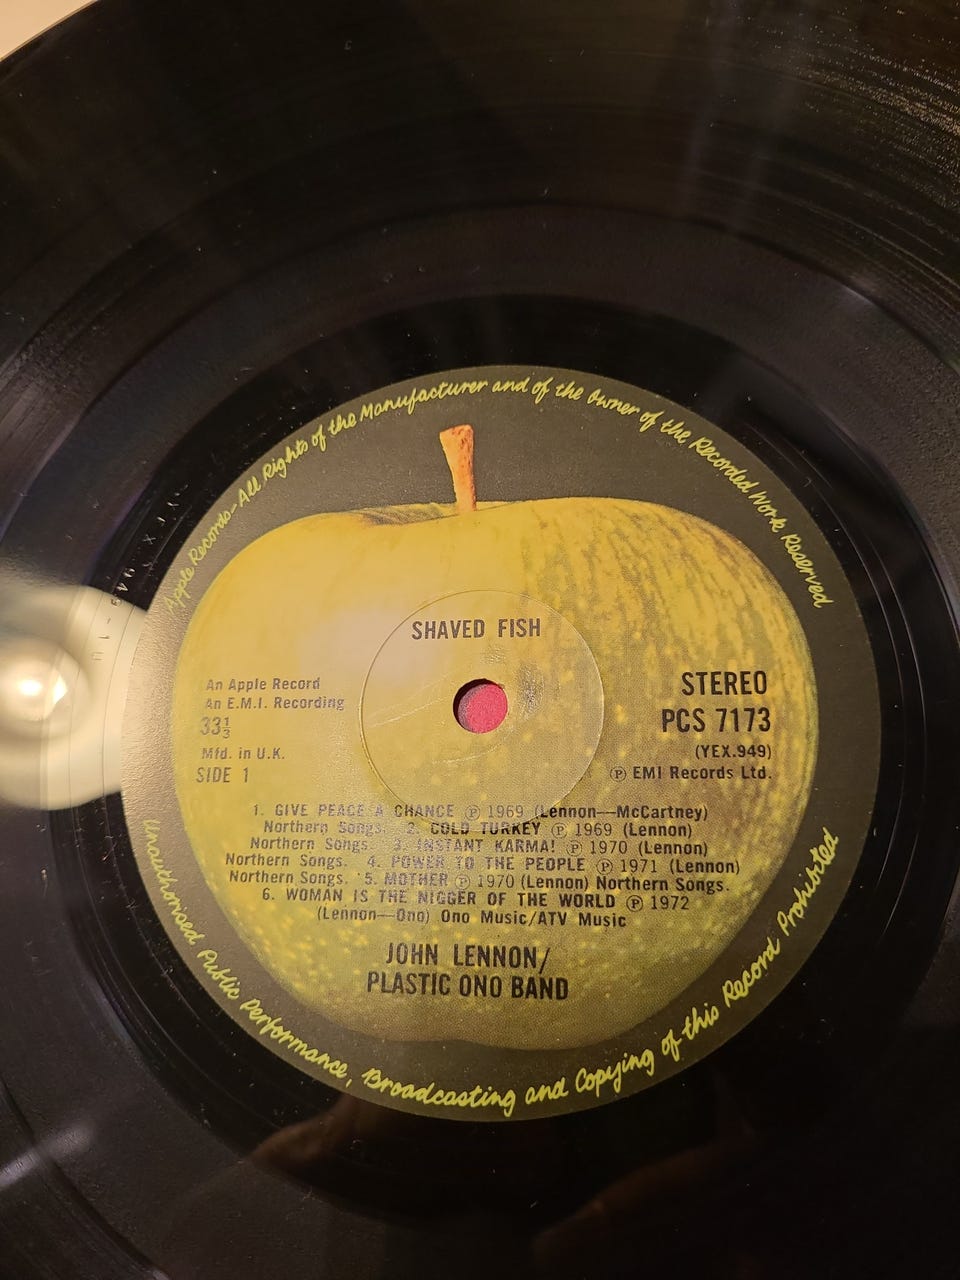 Apple Records-All Rights of the Manufacturer and of the Owner of the Recorded Work Reserved
SHAVED FISH
An Apple Record
An E.M.I. Recording
33⅓
Mfd. in U.K.
SIDE 1
STEREO
PCS 7173
(YEX.949)
Ⓟ EMI Records Ltd.
1. GIVE PEACE A CHANCE Ⓟ 1969 (Lennon—McCartney)
Northern Songs. 2. COLD TURKEY Ⓟ 1969 (Lennon)
Northern Songs. 3. INSTANT KARMA! Ⓟ 1970 (Lennon)
Northern Songs. 4. POWER TO THE PEOPLE Ⓟ 1971 (Lennon)
Northern Songs. 5. MOTHER Ⓟ 1970 (Lennon) Northern Songs.
6. WOMAN IS THE NIGGER OF THE WORLD Ⓟ 1972
(Lennon—Ono) Ono Music/ATV Music
JOHN LENNON/
PLASTIC ONO BAND
Unauthorised Public Performance, Broadcasting and Copying of this Record Prohibited